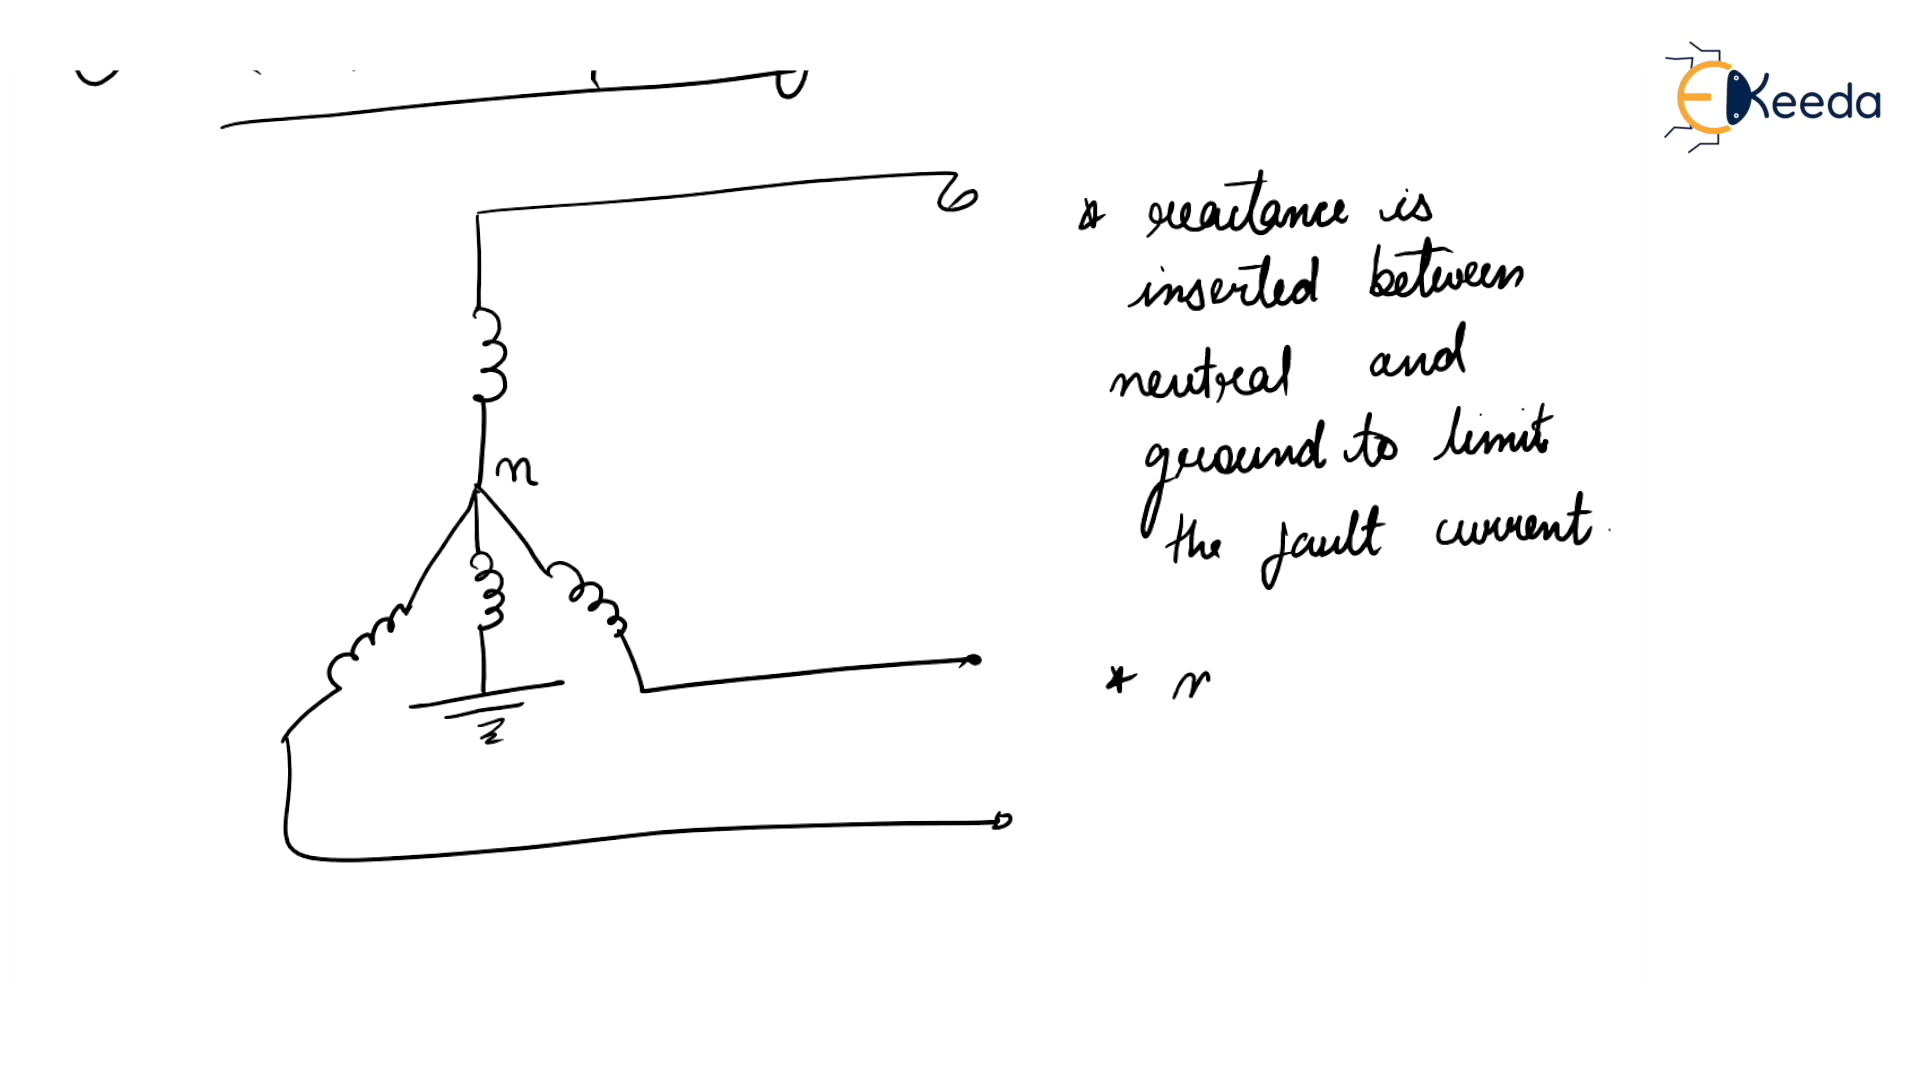 EKeeda
* reactance is
inserted between
n
neutral and
ground to limit
the fault current.
* n